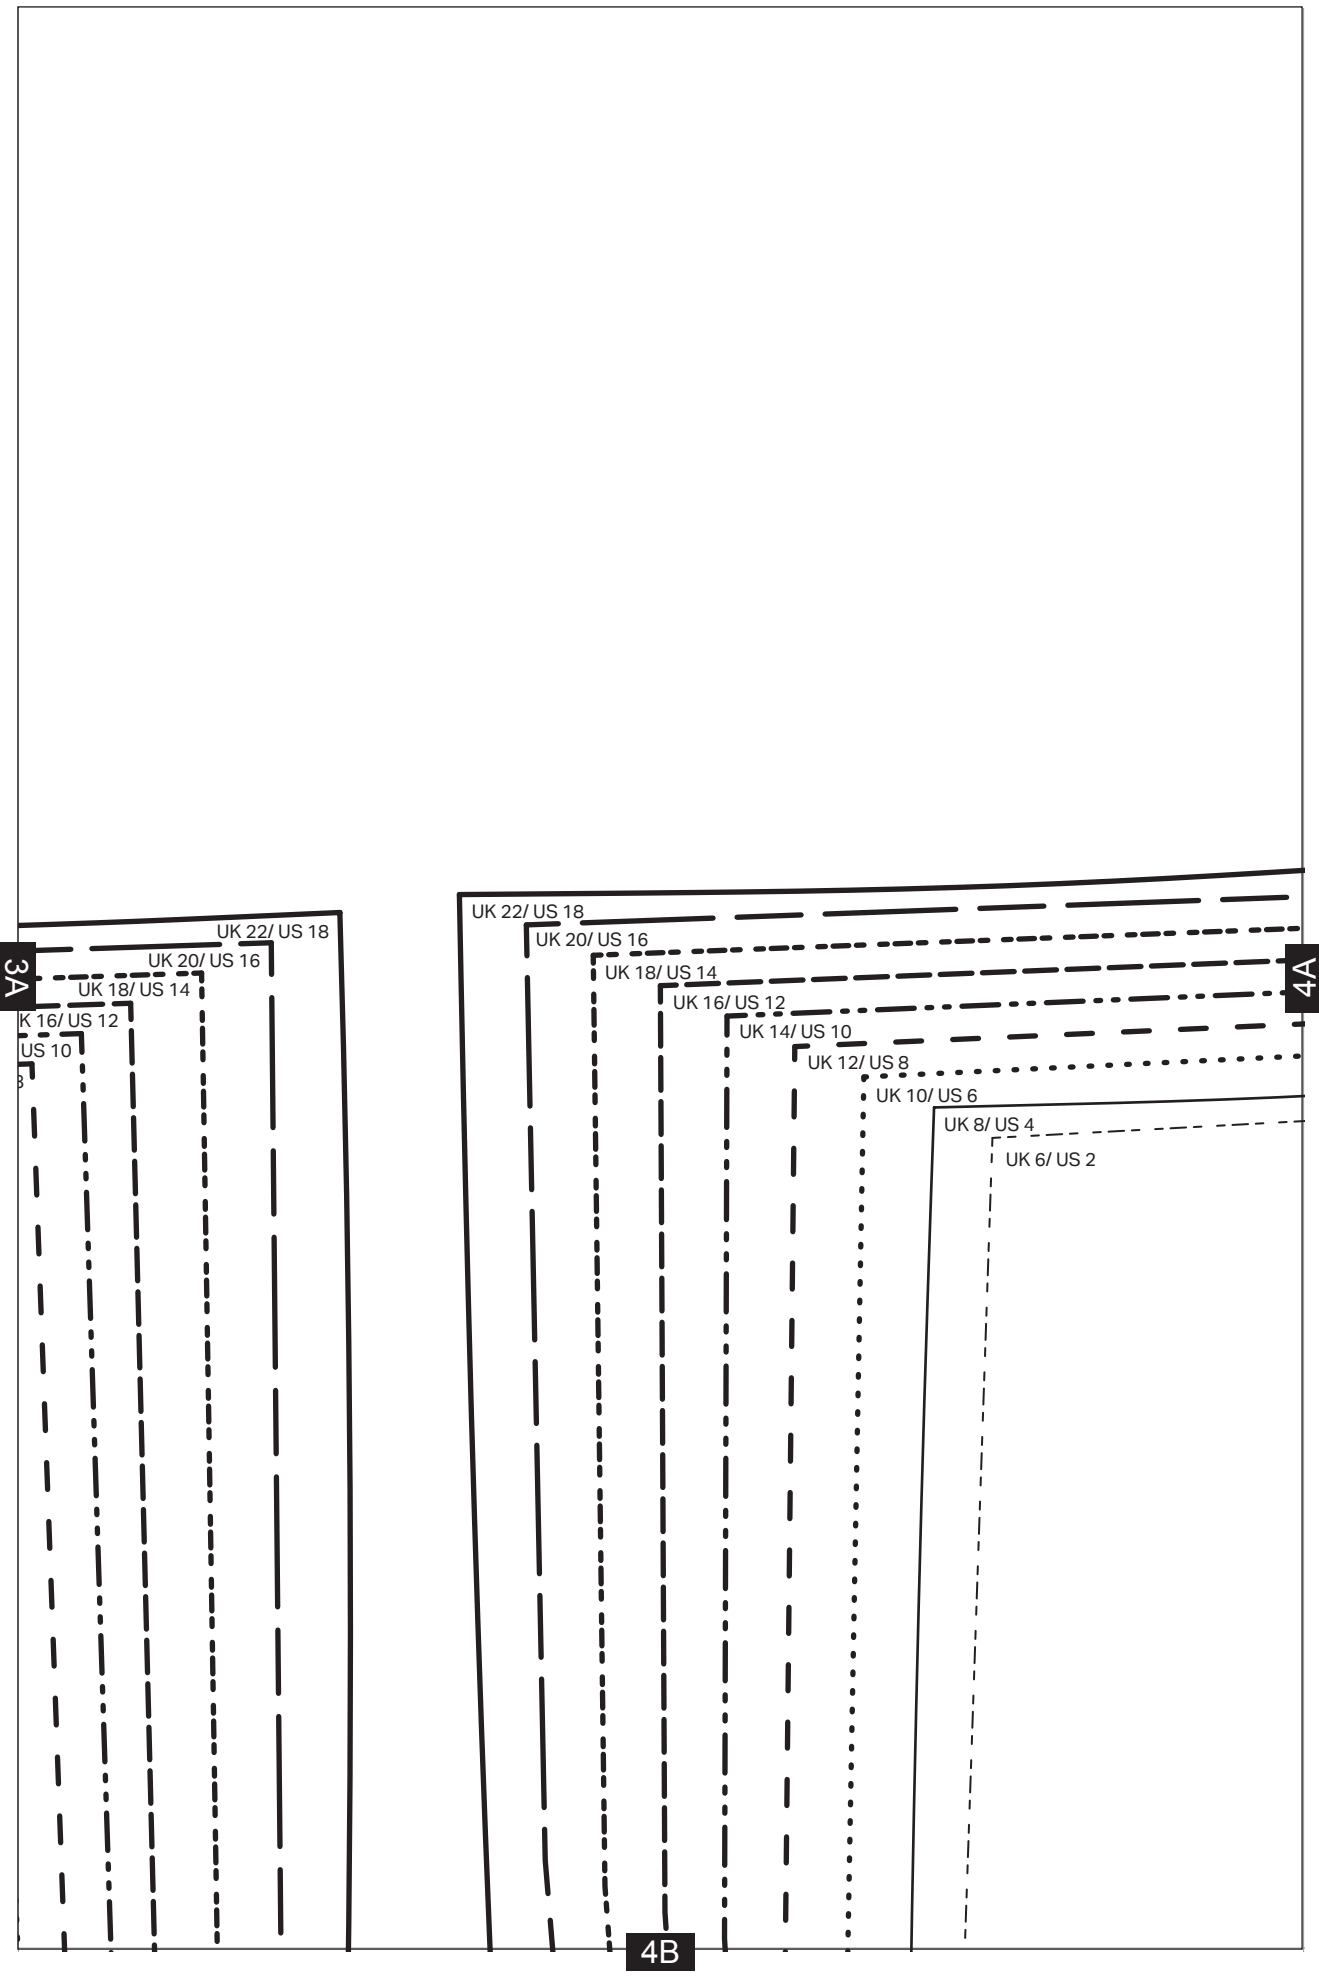 UK 22/ US 18
UK 20/ US 16
UK 18/ US 14
K 16/ US 12
US 10
3A
UK 22/ US 18
UK 20/ US 16
UK 18/ US 14
UK 16/ US 12
UK 14/ US 10
UK 12/ US 8
UK 10/ US 6
UK 8/ US 4
UK 6/ US 2
4A
4B